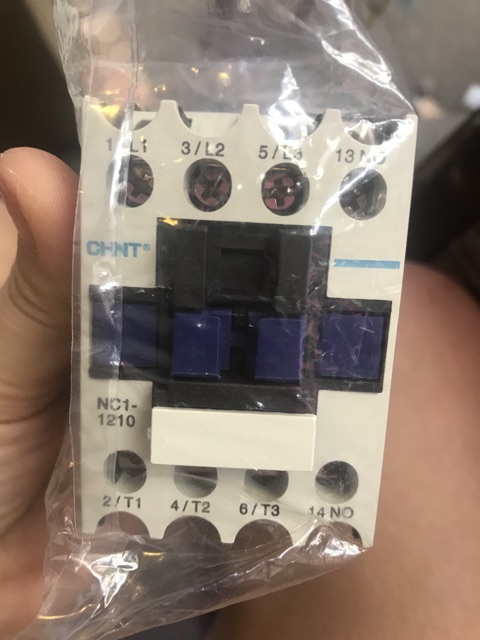 1/L1 3/L2 5/L3 13 NO
CHNT®
NC1-
1210
2/T1 4/T2 6/T3 14 NO